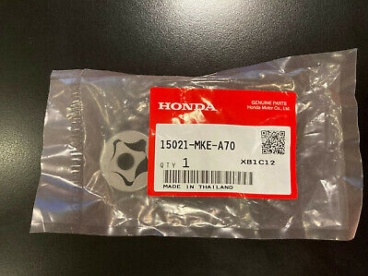 HONDA
GENUINE PARTS
Honda Motor Co., Ltd.
15021-MKE-A70
QTY 1
XB1C12
MADE IN THAILAND